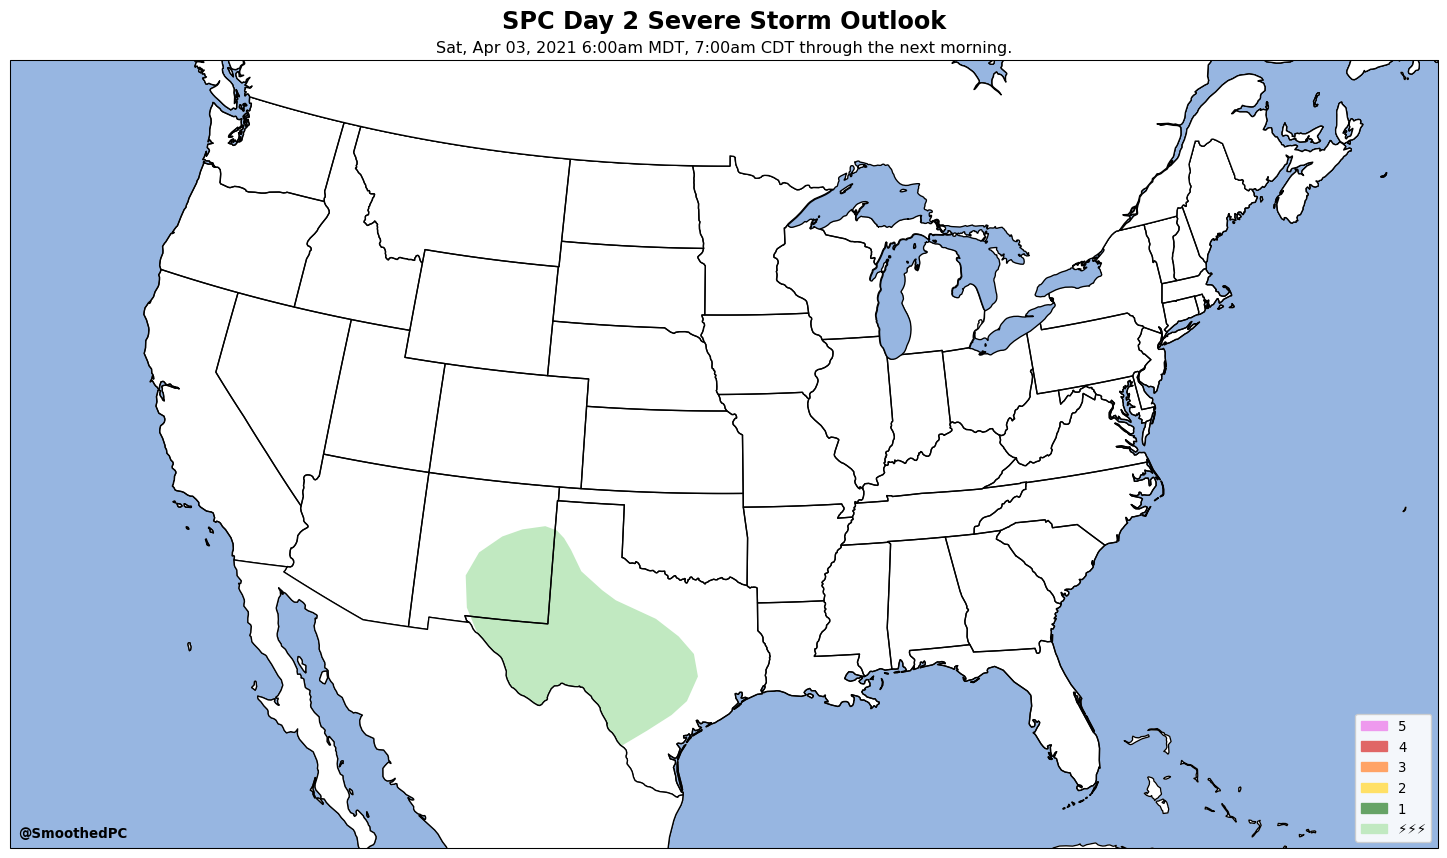 SPC Day 2 Severe Storm Outlook
Sat, Apr 03, 2021 6:00am MDT, 7:00am CDT through the next morning.
5
4
3
2
1
⚡⚡⚡
@SmoothedPC